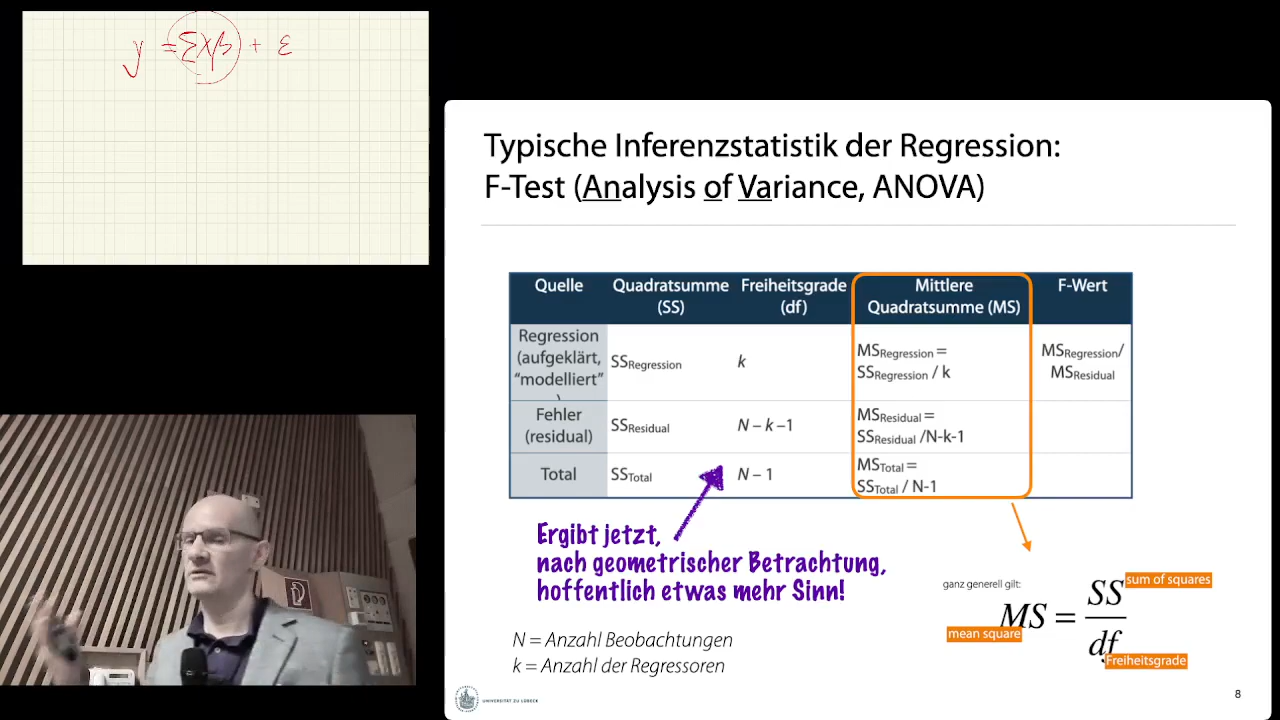 y = ΣXβ + ε
Typische Inferenzstatistik der Regression:
F-Test (Analysis of Variance, ANOVA)
Quelle Quadratsumme (SS) Freiheitsgrade (df) Mittlere Quadratsumme (MS) F-Wert
Regression (aufgeklärt, "modelliert") SSRegression k MSRegression = SSRegression / k MSRegression/ MSResidual
Fehler (residual) SSResidual N – k –1 MSResidual = SSResidual /N-k-1
Total SSTotal N – 1 MSTotal = SSTotal / N-1
Ergibt jetzt,
nach geometrischer Betrachtung,
hoffentlich etwas mehr Sinn!
ganz generell gilt:
MS = SS / df
sum of squares
mean square
Freiheitsgrade
N = Anzahl Beobachtungen
k = Anzahl der Regressoren
UNIVERSITÄT ZU LÜBECK
8